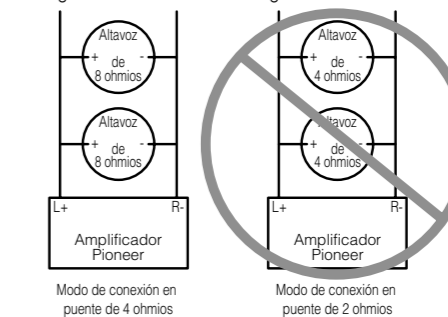 Altavoz
+ de -
8 ohmios
Altavoz
+ de -
8 ohmios
L+ R-
Amplificador
Pioneer
Modo de conexión en
puente de 4 ohmios
Altavoz
+ de -
4 ohmios
Altavoz
+ de -
4 ohmios
L+ R-
Amplificador
Pioneer
Modo de conexión en
puente de 2 ohmios